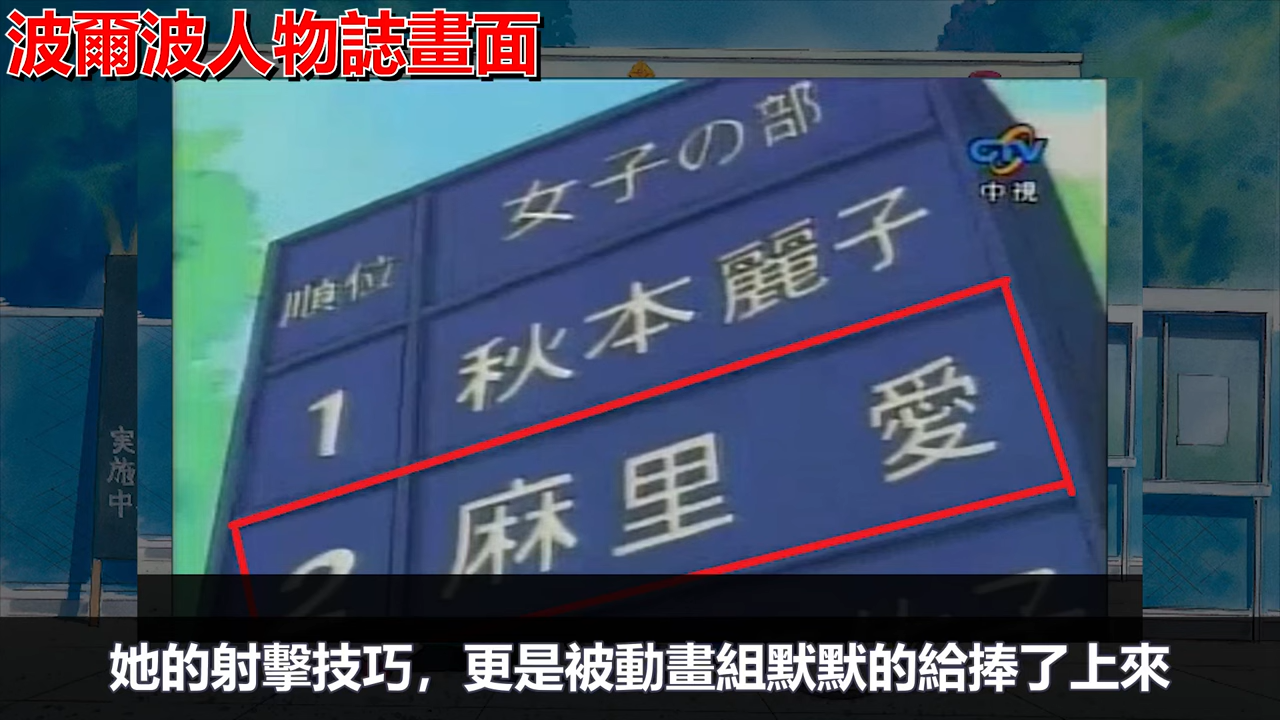 波爾波人物誌畫面
CTV
中視
順位 女子の部
1 秋本麗子
2 麻里 愛
実施中
她的射擊技巧，更是被動畫組默默的給捧了上來